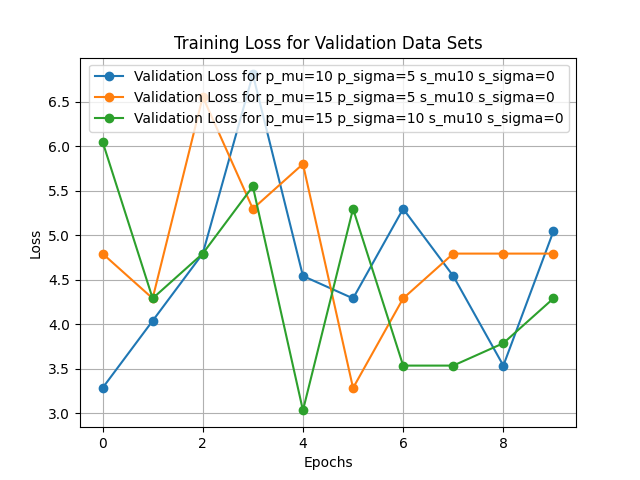 Training Loss for Validation Data Sets
Validation Loss for p_mu=10 p_sigma=5 s_mu10 s_sigma=0
Validation Loss for p_mu=15 p_sigma=5 s_mu10 s_sigma=0
Validation Loss for p_mu=15 p_sigma=10 s_mu10 s_sigma=0
6.5
6.0
5.5
5.0
4.5
4.0
3.5
3.0
Loss
0 2 4 6 8
Epochs